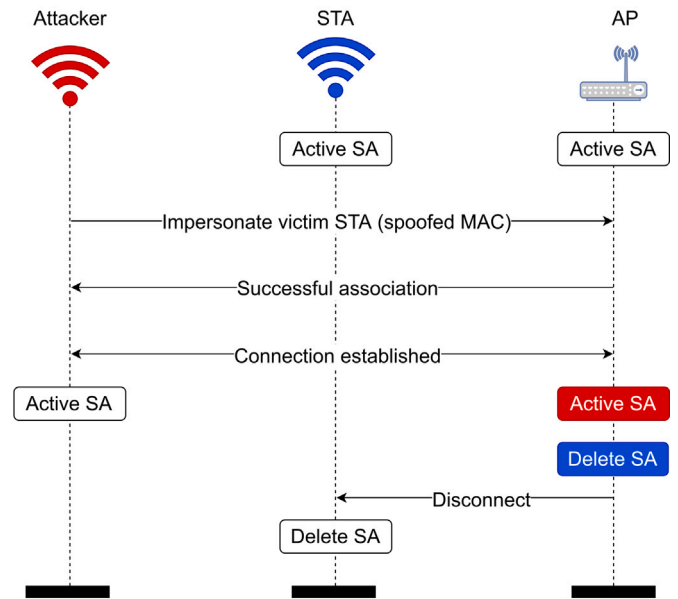 Attacker
STA
AP
Active SA
Active SA
Impersonate victim STA (spoofed MAC)
Successful association
Connection established
Active SA
Active SA
Delete SA
Disconnect
Delete SA